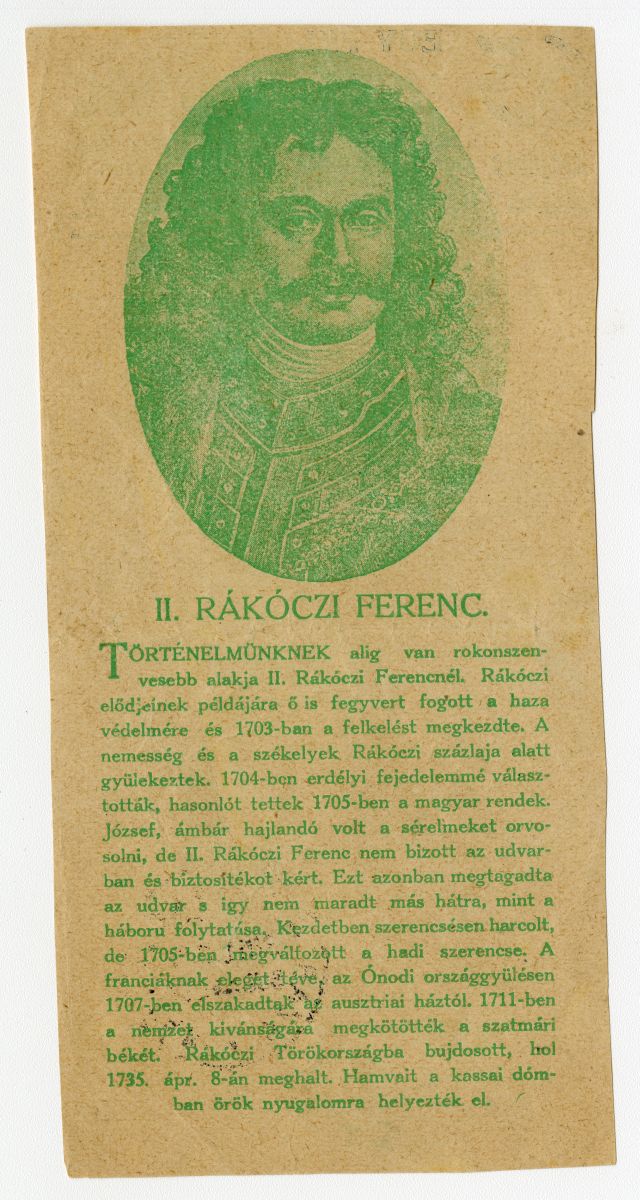 II. RÁKÓCZI FERENC.
TÖRTÉNELMÜNKNEK alig van rokonszen-
vesebb alakja II. Rákóczi Ferencnél. Rákóczi
elődjeinek példájára ő is fegyvert fogott a haza
védelmére és 1703-ban a felkelést megkezdte. A
nemesség és a székelyek Rákóczi százlaja alatt
gyülekeztek. 1704-ben erdélyi fejedelemmé válasz-
tották, hasonlót tettek 1705-ben a magyar rendek.
József, ámbár hajlandó volt a sérelmeket orvo-
solni, de II. Rákóczi Ferenc nem bizott az udvar-
ban és biztositékot kért. Ezt azonban megtagadta
az udvar s igy nem maradt más hátra, mint a
háboru folytatása. Kezdetben szerencsésen harcolt,
de 1705-ben megváltozott a hadi szerencse. A
franciáknak eleget téve, az Ónodi országgyülésen
1707-ben elszakadtak az ausztriai háztól. 1711-ben
a nemzet kivánságára megkötötték a szatmári
békét. Rákóczi Törökországba bujdosott, hol
1735. ápr. 8-án meghalt. Hamvait a kassai dóm-
ban örök nyugalomra helyezték el.